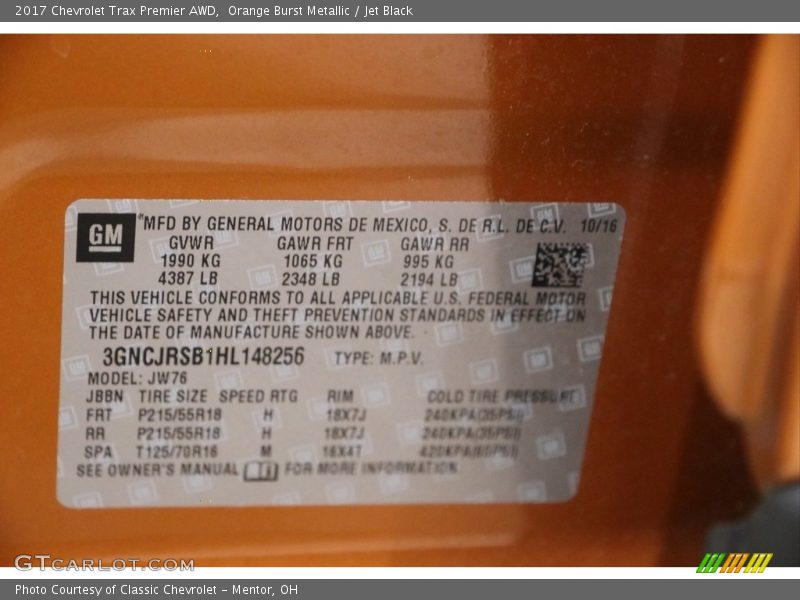 2017 Chevrolet Trax Premier AWD,  Orange Burst Metallic / Jet Black
GM
MFD BY GENERAL MOTORS DE MEXICO, S. DE R.L. DE C.V. 10/16
GVWR GAWR FRT GAWR RR
1990 KG 1065 KG 995 KG
4387 LB 2348 LB 2194 LB
THIS VEHICLE CONFORMS TO ALL APPLICABLE U.S. FEDERAL MOTOR
VEHICLE SAFETY AND THEFT PREVENTION STANDARDS IN EFFECT ON
THE DATE OF MANUFACTURE SHOWN ABOVE.
3GNCJRSB1HL148256 TYPE: M.P.V.
MODEL: JW76
JBBN TIRE SIZE SPEED RTG RIM COLD TIRE PRESSURE
FRT P215/55R18 H 18X7J 240KPA(35PSI)
RR P215/55R18 H 18X7J 240KPA(35PSI)
SPA T125/70R16 M 16X4T 420KPA(60PSI)
SEE OWNER'S MANUAL FOR MORE INFORMATION
GTCARLOT.COM
Photo Courtesy of Classic Chevrolet - Mentor, OH